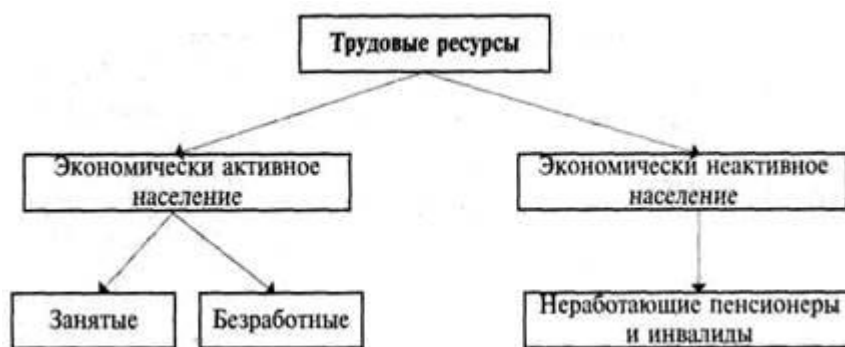 Трудовые ресурсы
Экономически активное
население
Экономически неактивное
население
Занятые
Безработные
Неработающие пенсионеры
и инвалиды